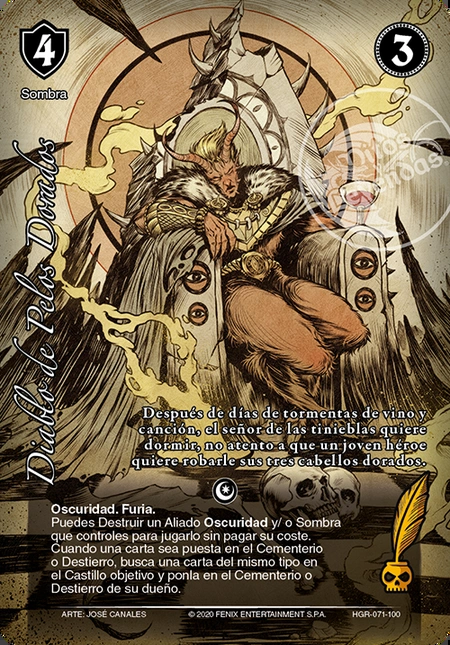 4
3
Sombra
Mitos y Leyendas
Diablo de Pelos Dorados
Después de días de tormentas de vino y
canción, el señor de las tinieblas quiere
dormir, no atento a que un joven héroe
quiere robarle sus tres cabellos dorados.
Oscuridad. Furia.
Puedes Destruir un Aliado Oscuridad y/ o Sombra
que controles para jugarlo sin pagar su coste.
Cuando una carta sea puesta en el Cementerio
o Destierro, busca una carta del mismo tipo en
el Castillo objetivo y ponla en el Cementerio o
Destierro de su dueño.
ARTE: JOSÉ CANALES
© 2020 FENIX ENTERTAINMENT S.P.A.
HGR-071-100